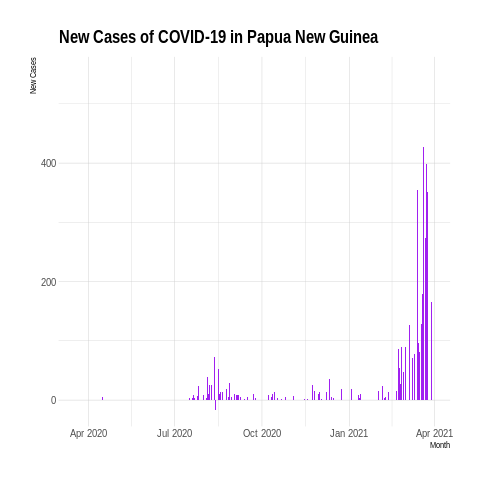 New Cases of COVID-19 in Papua New Guinea
New Cases
400
200
0
Apr 2020 Jul 2020 Oct 2020 Jan 2021 Apr 2021
Month